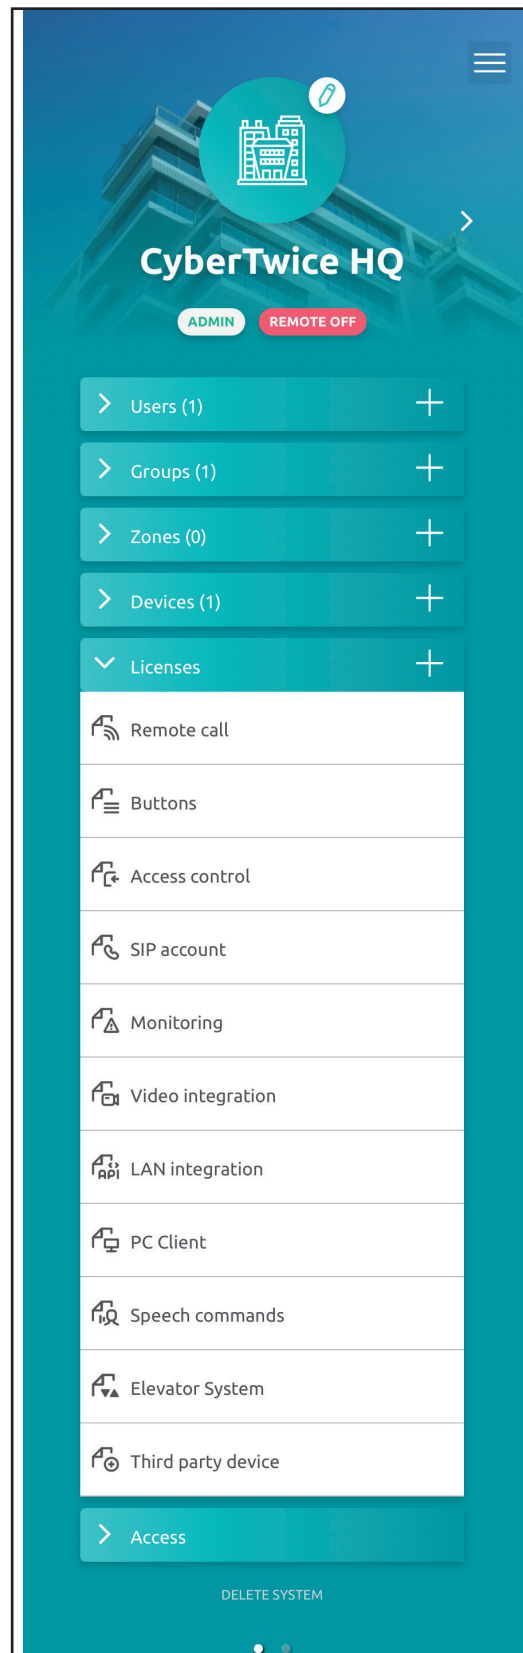 CyberTwice HQ
ADMIN REMOTE OFF
Users (1)
Groups (1)
Zones (0)
Devices (1)
Licenses
Remote call
Buttons
Access control
SIP account
Monitoring
Video integration
API LAN integration
PC Client
Speech commands
Elevator System
Third party device
Access
DELETE SYSTEM